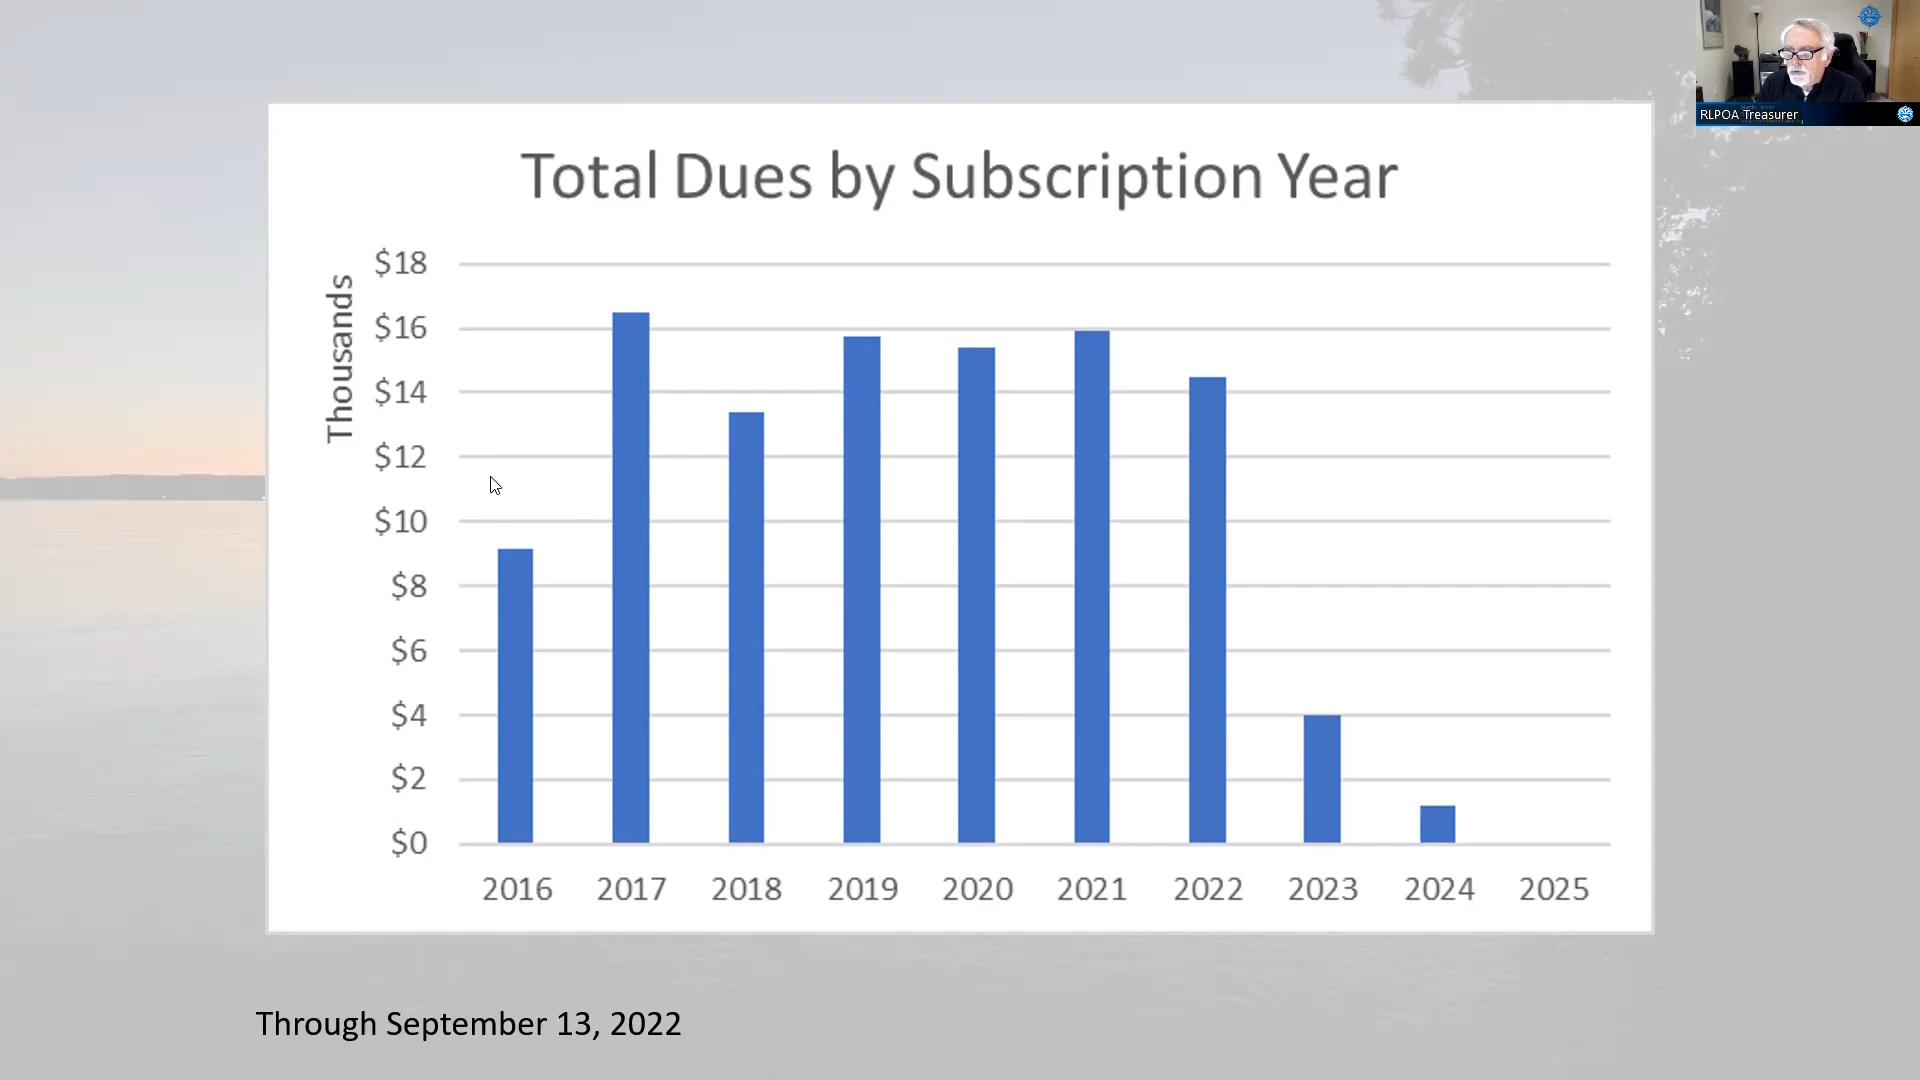 RLPOA Treasurer
Total Dues by Subscription Year
Thousands
$18
$16
$14
$12
$10
$8
$6
$4
$2
$0
2016 2017 2018 2019 2020 2021 2022 2023 2024 2025
Through September 13, 2022